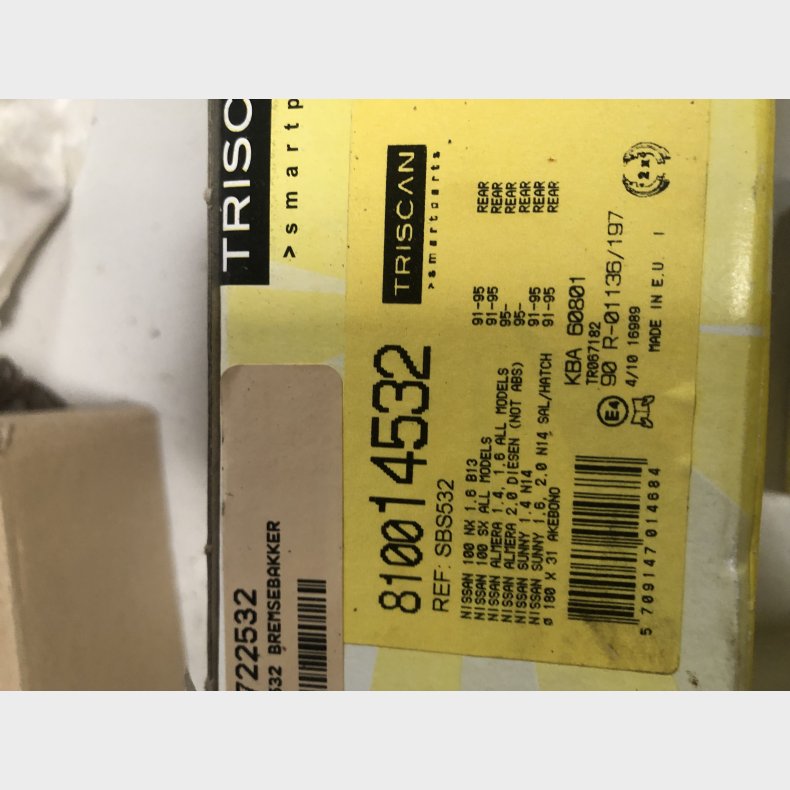 TRISC
>smartp
722532
532 BREMSEBAKKER
TRISCAN
>smartparts.
810014532
REF: SBS532
NISSAN 100 NX 1.6 B13 91-95 REAR
NISSAN 100 SX ALL MODELS 91-95 REAR
NISSAN ALMERA 1.4, 1.6 ALL MODELS 95- REAR
NISSAN ALMERA 2.0 DIESEN (NOT ABS) 95- REAR
NISSAN SUNNY 1.4 N14 91-95 REAR
NISSAN SUNNY 1.6, 2.0 N14 SAL/HATCH 91-95 REAR
ø 180 X 31 AKEBONO
KBA 60801
TR067182
E4 90 R-01136/197
4/10 16989
MADE IN E.U. I
2x
5 709147 014684